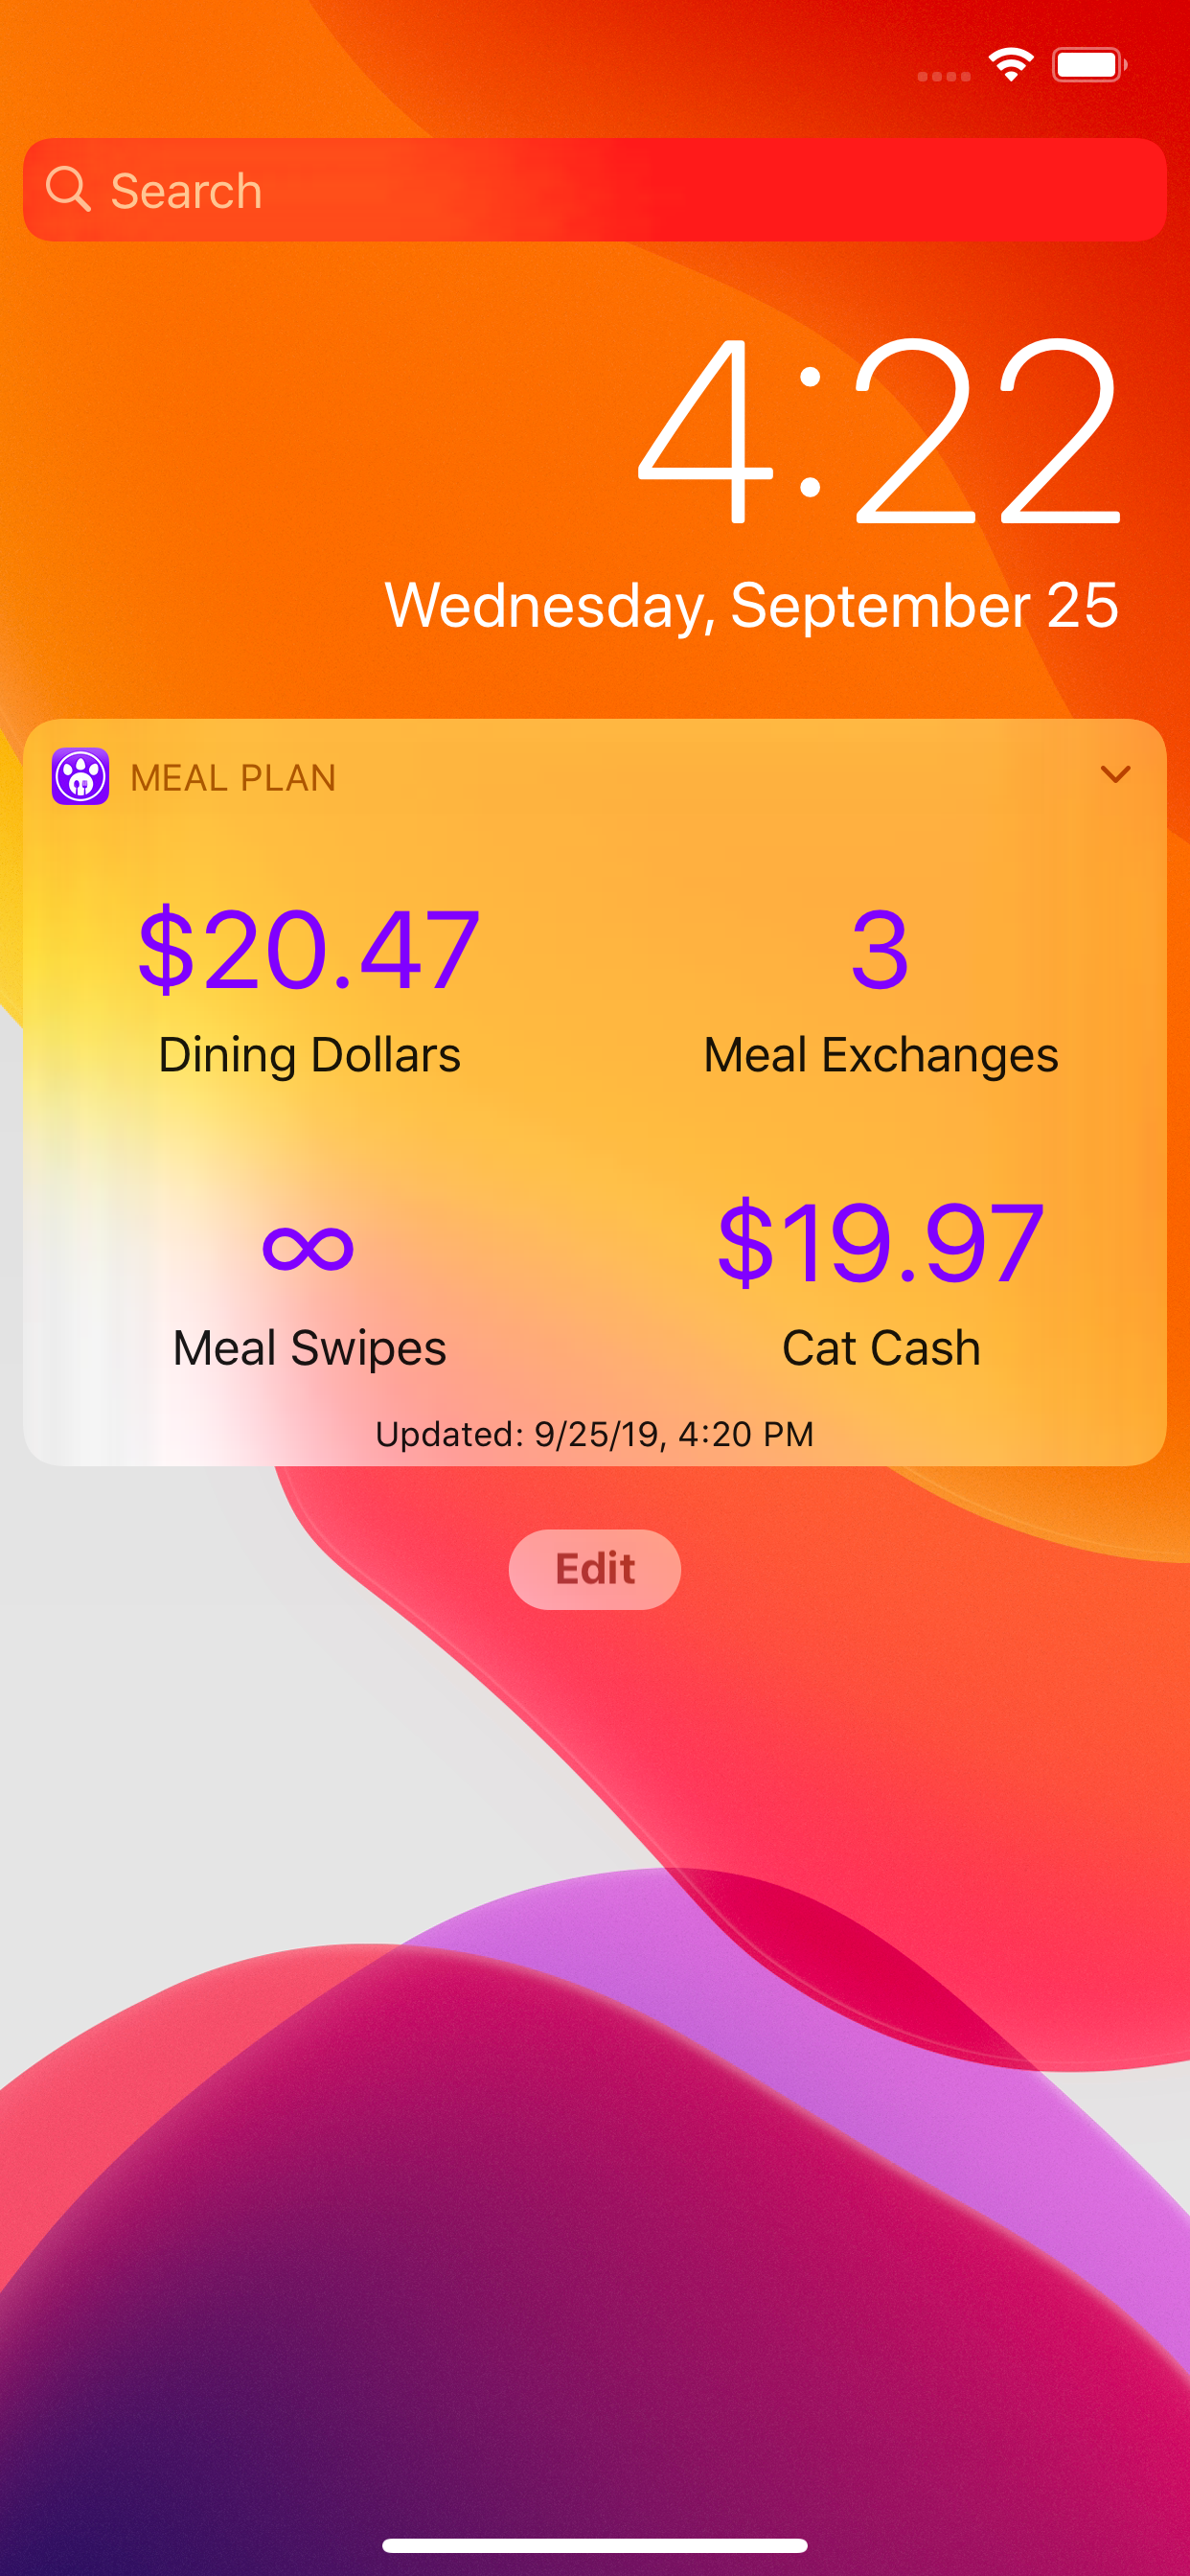 Search
4:22
Wednesday, September 25
MEAL PLAN
$20.47
3
Dining Dollars
Meal Exchanges
∞
$19.97
Meal Swipes
Cat Cash
Updated: 9/25/19, 4:20 PM
Edit